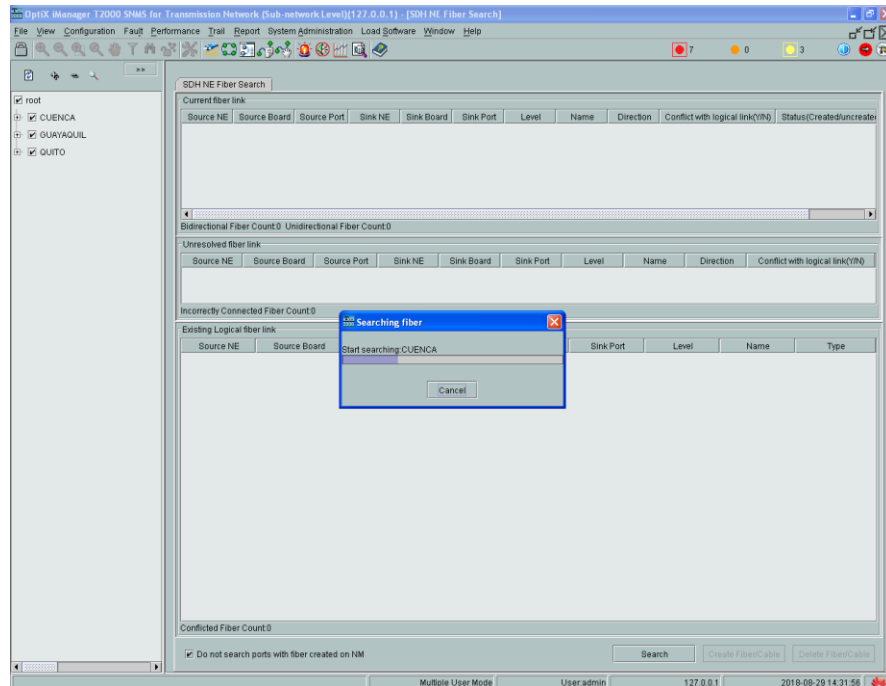 OptiX iManager T2000 SNMS for Transmission Network (Sub-network Level)(127.0.0.1) - [SDH NE Fiber Search]
File View Configuration Fault Performance Trail Report System Administration Load Software Window Help
7 0 3
>>
SDH NE Fiber Search
root
CUENCA
GUAYAQUIL
QUITO
Current fiber link
Source NE Source Board Source Port Sink NE Sink Board Sink Port Level Name Direction Conflict with logical link(Y/N) Status(Created/uncreated
Bidirectional Fiber Count:0 Unidirectional Fiber Count:0
Unresolved fiber link
Source NE Source Board Source Port Sink NE Sink Board Sink Port Level Name Direction Conflict with logical link(Y/N)
Incorrectly Connected Fiber Count:0
Existing Logical fiber link
Source NE Source Board Sink Port Level Name Type
Searching fiber
Start searching:CUENCA
Cancel
Conflicted Fiber Count:0
Do not search ports with fiber created on NM
Search Create Fiber/Cable Delete Fiber/Cable
Multiple User Mode User:admin 127.0.0.1 2018-08-29 14:31:56